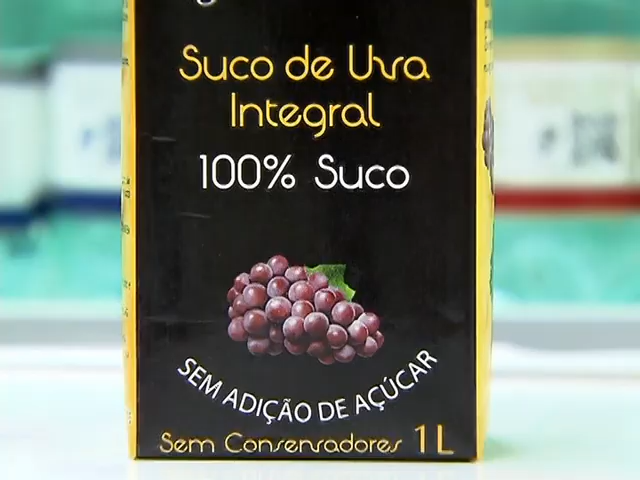 Suco de Uva
Integral
100% Suco
SEM ADIÇÃO DE AÇÚCAR
Sem Conservadores 1L